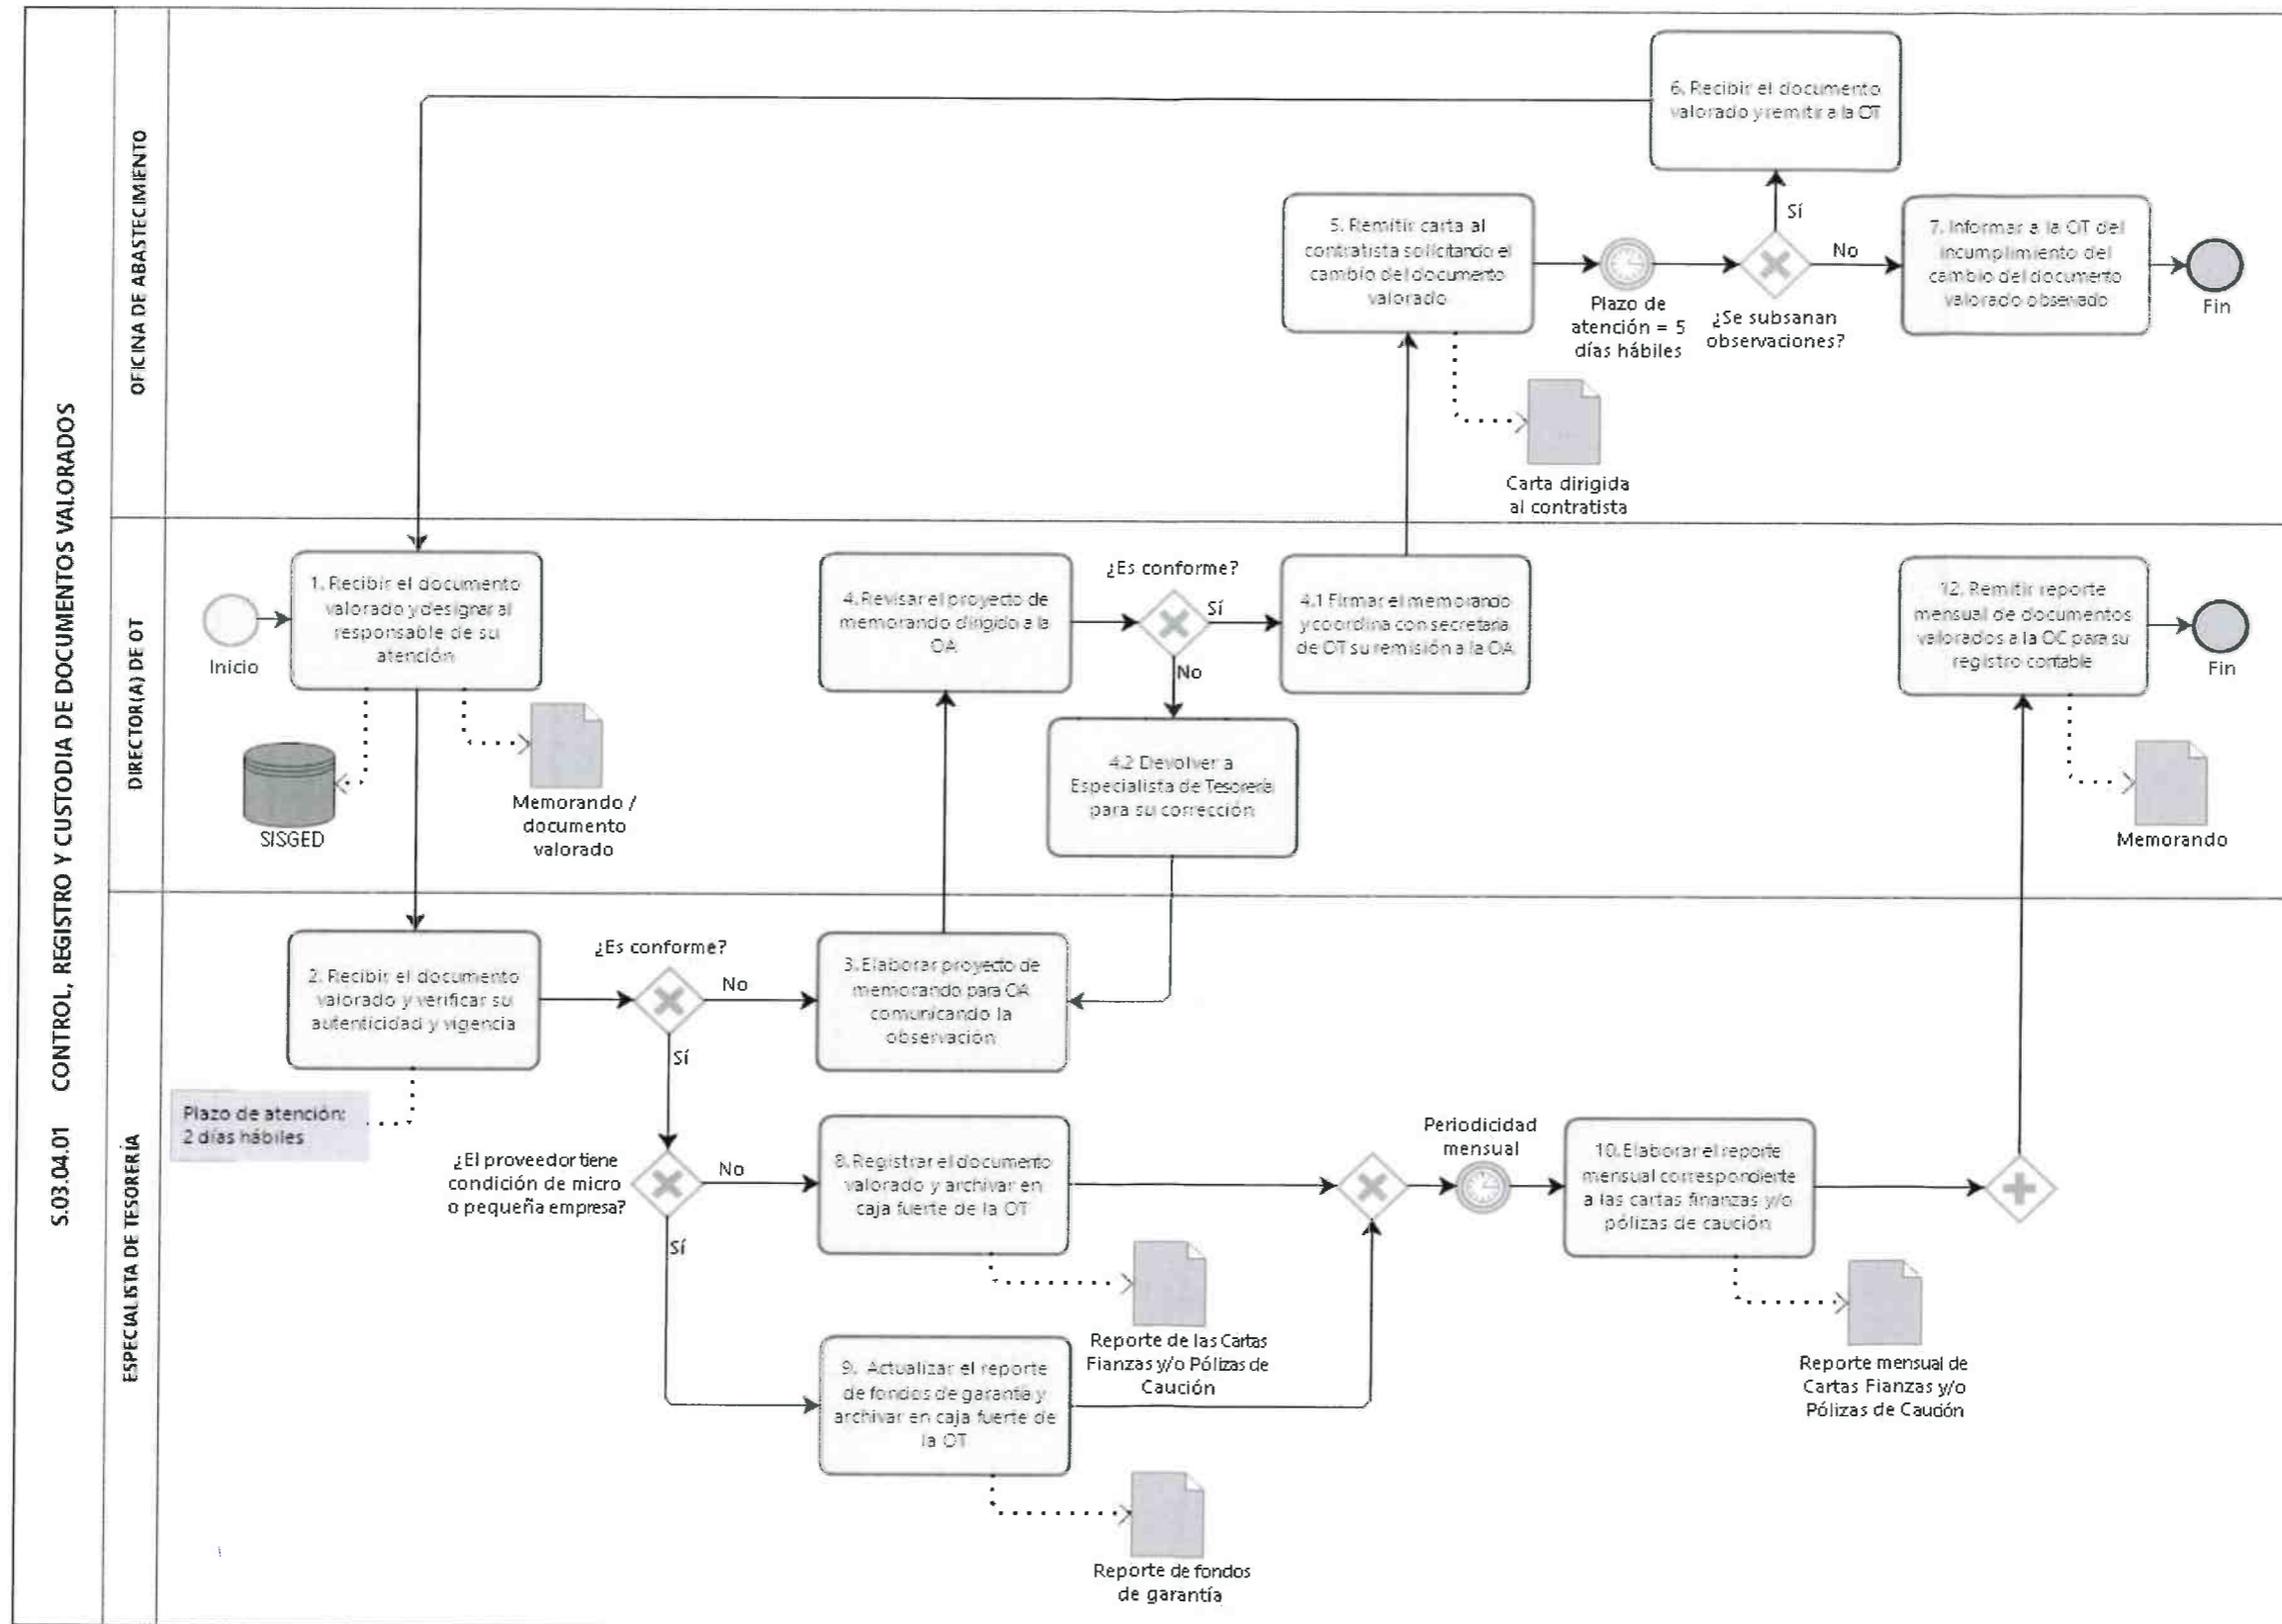 S.03.04.01 CONTROL, REGISTRO Y CUSTODIA DE DOCUMENTOS VALORADOS
OFICINA DE ABASTECIMIENTO
6. Recibir el documento
valorado y remitir a la OT
5. Remitir carta al
contratista solicitando el
cambio del documento
valorado
Plazo de
atención = 5
días hábiles
¿Se subsanan
observaciones?
Sí
No
7. Informar a la OT del
incumplimiento del
cambio del documento
valorado observado
Fin
Carta dirigida
al contratista
DIRECTOR(A) DE OT
Inicio
1. Recibir el documento
valorado y designar al
responsable de su
atención
SISGED
Memorando /
documento
valorado
4. Revisar el proyecto de
memorando dirigido a la
OA
¿Es conforme?
Sí
No
4.1 Firmar el memorando
y coordina con secretaria
de OT su remisión a la OA
4.2 Devolver a
Especialista de Tesorería
para su corrección
12. Remitir reporte
mensual de documentos
valorados a la OC para su
registro contable
Fin
Memorando
ESPECIALISTA DE TESORERÍA
2. Recibir el documento
valorado y verificar su
autenticidad y vigencia
Plazo de atención:
2 días hábiles
¿Es conforme?
No
Sí
3. Elaborar proyecto de
memorando para OA
comunicando la
observación
¿El proveedor tiene
condición de micro
o pequeña empresa?
No
Sí
8. Registrar el documento
valorado y archivar en
caja fuerte de la OT
Reporte de las Cartas
Fianzas y/o Pólizas de
Caución
9. Actualizar el reporte
de fondos de garantía y
archivar en caja fuerte de
la OT
Reporte de fondos
de garantía
Periodicidad
mensual
10. Elaborar el reporte
mensual correspondiente
a las cartas finanzas y/o
pólizas de caución
Reporte mensual de
Cartas Fianzas y/o
Pólizas de Caución